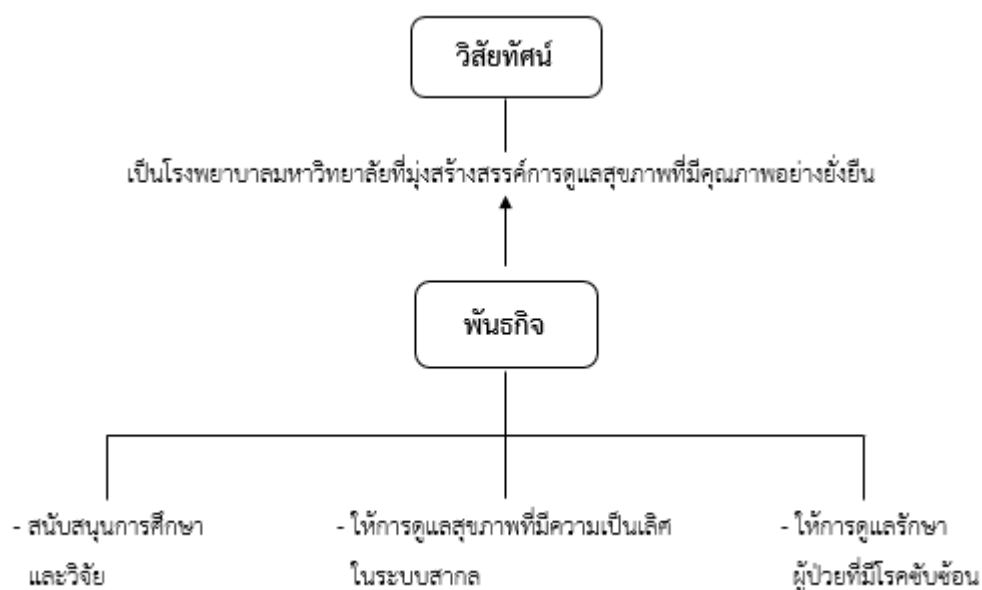 วิสัยทัศน์
เป็นโรงพยาบาลมหาวิทยาลัยที่มุ่งสร้างสรรค์การดูแลสุขภาพที่มีคุณภาพอย่างยั่งยืน
พันธกิจ
- สนับสนุนการศึกษา
และวิจัย
- ให้การดูแลสุขภาพที่มีความเป็นเลิศ
ในระบบสากล
- ให้การดูแลรักษา
ผู้ป่วยที่มีโรคซับซ้อน